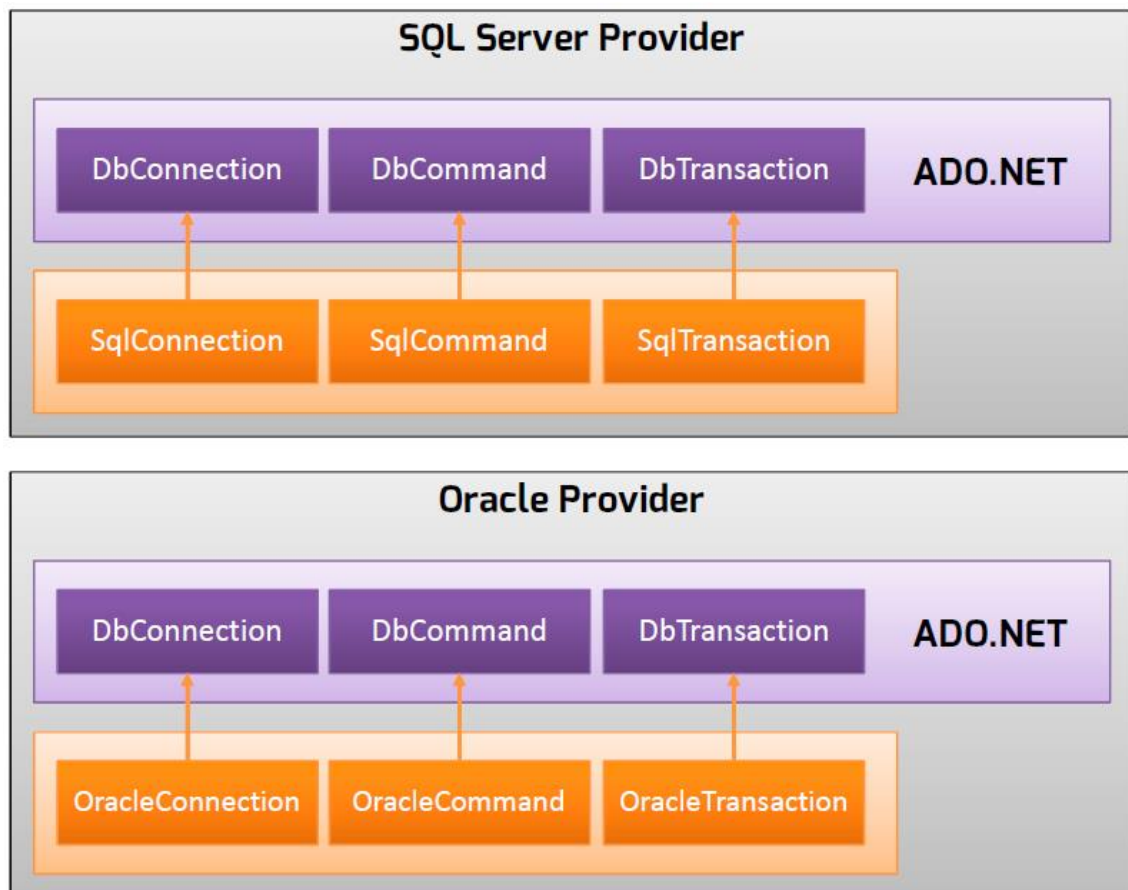 SQL Server Provider
DbConnection DbCommand DbTransaction ADO.NET
SqlConnection SqlCommand SqlTransaction
Oracle Provider
DbConnection DbCommand DbTransaction ADO.NET
OracleConnection OracleCommand OracleTransaction